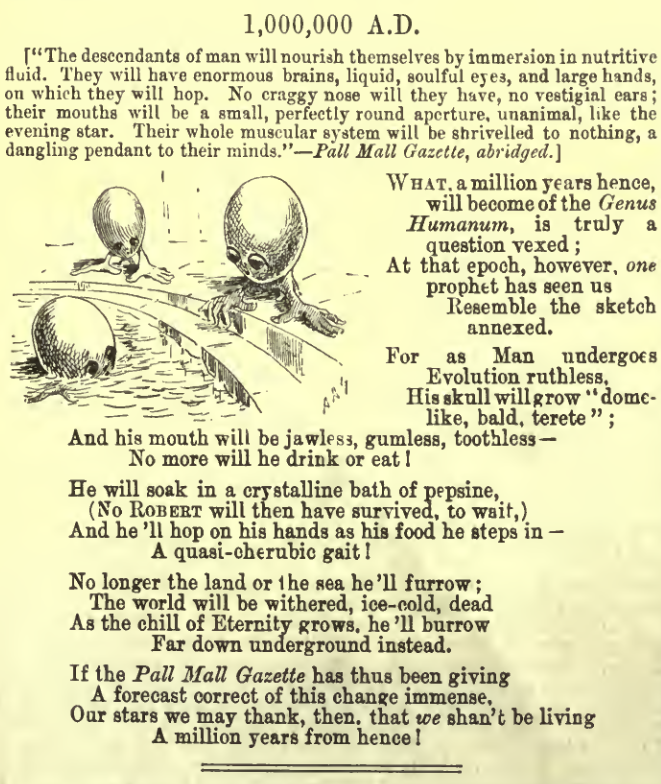 1,000,000 A.D.
["The descendants of man will nourish themselves by immersion in nutritive
fluid. They will have enormous brains, liquid, soulful eyes, and large hands,
on which they will hop. No craggy nose will they have, no vestigial ears;
their mouths will be a small, perfectly round aperture, unanimal, like the
evening star. Their whole muscular system will be shrivelled to nothing, a
dangling pendant to their minds."—Pall Mall Gazette, abridged.]
WHAT, a million years hence,
will become of the Genus
Humanum, is truly a
question vexed;
At that epoch, however, one
prophet has seen us
Resemble the sketch
annexed.
For as Man undergoes
Evolution ruthless,
His skull will grow "dome-
like, bald, terete";
And his mouth will be jawless, gumless, toothless—
No more will he drink or eat!
He will soak in a crystalline bath of pepsine,
(No ROBERT will then have survived, to wait,)
And he'll hop on his hands as his food he steps in—
A quasi-cherubic gait!
No longer the land or the sea he'll furrow;
The world will be withered, ice-cold, dead
As the chill of Eternity grows, he'll burrow
Far down underground instead.
If the Pall Mall Gazette has thus been giving
A forecast correct of this change immense,
Our stars we may thank, then, that we shan't be living
A million years from hence!